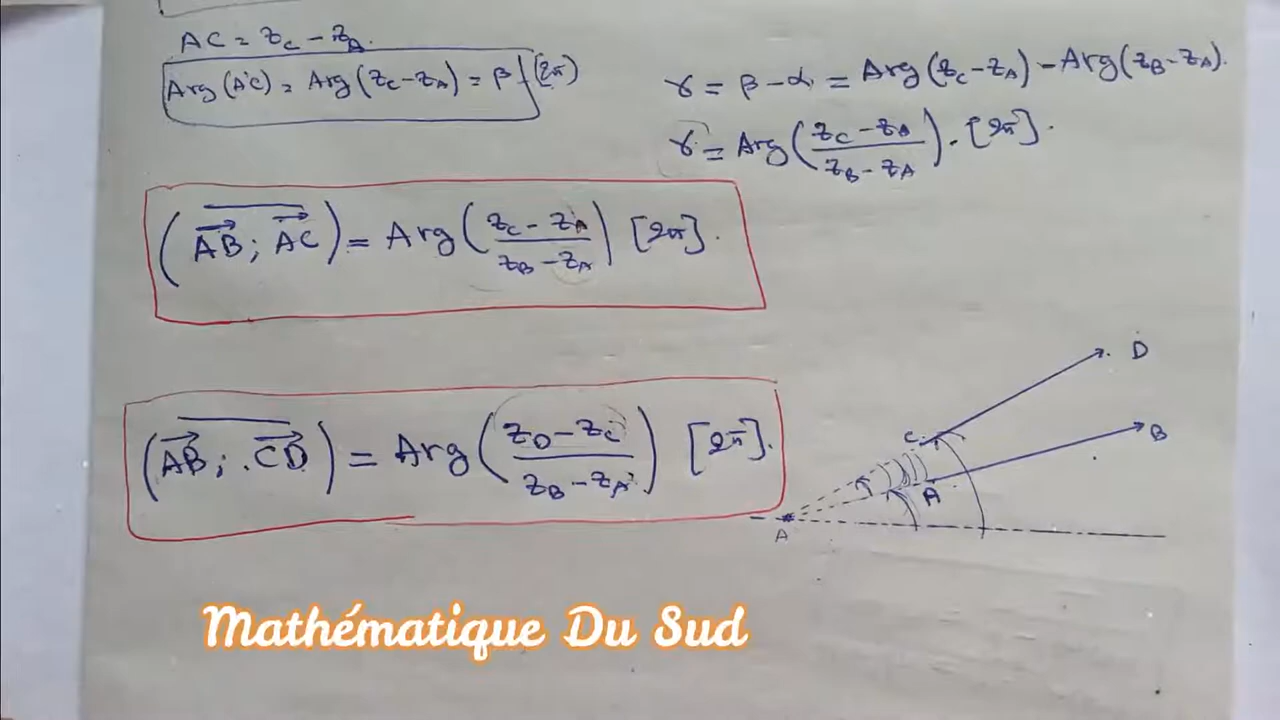 AC = z_C - z_A.
Arg(AC) = Arg(z_C - z_A) = β [2π]
γ = β - α = Arg(z_C - z_A) - Arg(z_B - z_A).
γ = Arg((z_C - z_A)/(z_B - z_A)). [2π].
(AB; AC) = Arg((z_C - z_A)/(z_B - z_A)) [2π].
(AB; CD) = Arg((z_D - z_C)/(z_B - z_A)) [2π].
D
B
C
A
A
Mathématique Du Sud